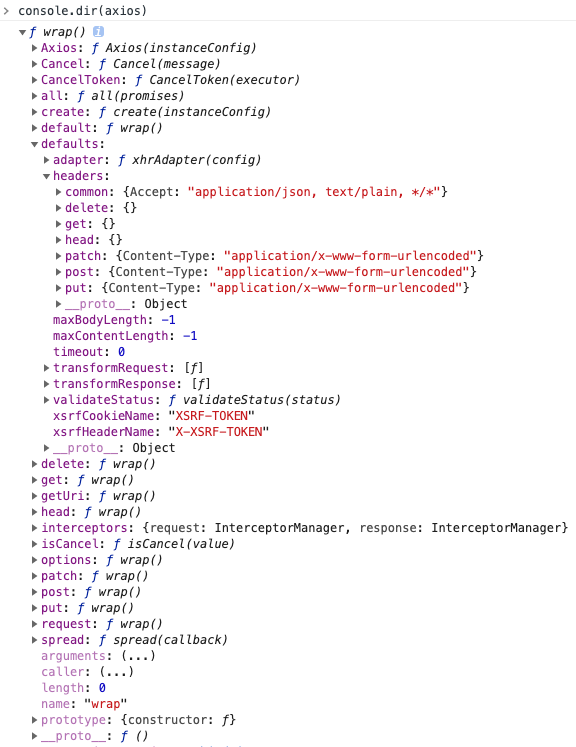 > console.dir(axios)
▼ƒ wrap() i
▶Axios: ƒ Axios(instanceConfig)
▶Cancel: ƒ Cancel(message)
▶CancelToken: ƒ CancelToken(executor)
▶all: ƒ all(promises)
▶create: ƒ create(instanceConfig)
▶default: ƒ wrap()
▼defaults:
▶adapter: ƒ xhrAdapter(config)
▼headers:
▶common: {Accept: "application/json, text/plain, */*"}
▶delete: {}
▶get: {}
▶head: {}
▶patch: {Content-Type: "application/x-www-form-urlencoded"}
▶post: {Content-Type: "application/x-www-form-urlencoded"}
▶put: {Content-Type: "application/x-www-form-urlencoded"}
▶__proto__: Object
maxBodyLength: -1
maxContentLength: -1
timeout: 0
▶transformRequest: [ƒ]
▶transformResponse: [ƒ]
▶validateStatus: ƒ validateStatus(status)
xsrfCookieName: "XSRF-TOKEN"
xsrfHeaderName: "X-XSRF-TOKEN"
▶__proto__: Object
▶delete: ƒ wrap()
▶get: ƒ wrap()
▶getUri: ƒ wrap()
▶head: ƒ wrap()
▶interceptors: {request: InterceptorManager, response: InterceptorManager}
▶isCancel: ƒ isCancel(value)
▶options: ƒ wrap()
▶patch: ƒ wrap()
▶post: ƒ wrap()
▶put: ƒ wrap()
▶request: ƒ wrap()
▶spread: ƒ spread(callback)
arguments: (...)
caller: (...)
length: 0
name: "wrap"
▶prototype: {constructor: ƒ}
▶__proto__: ƒ ()